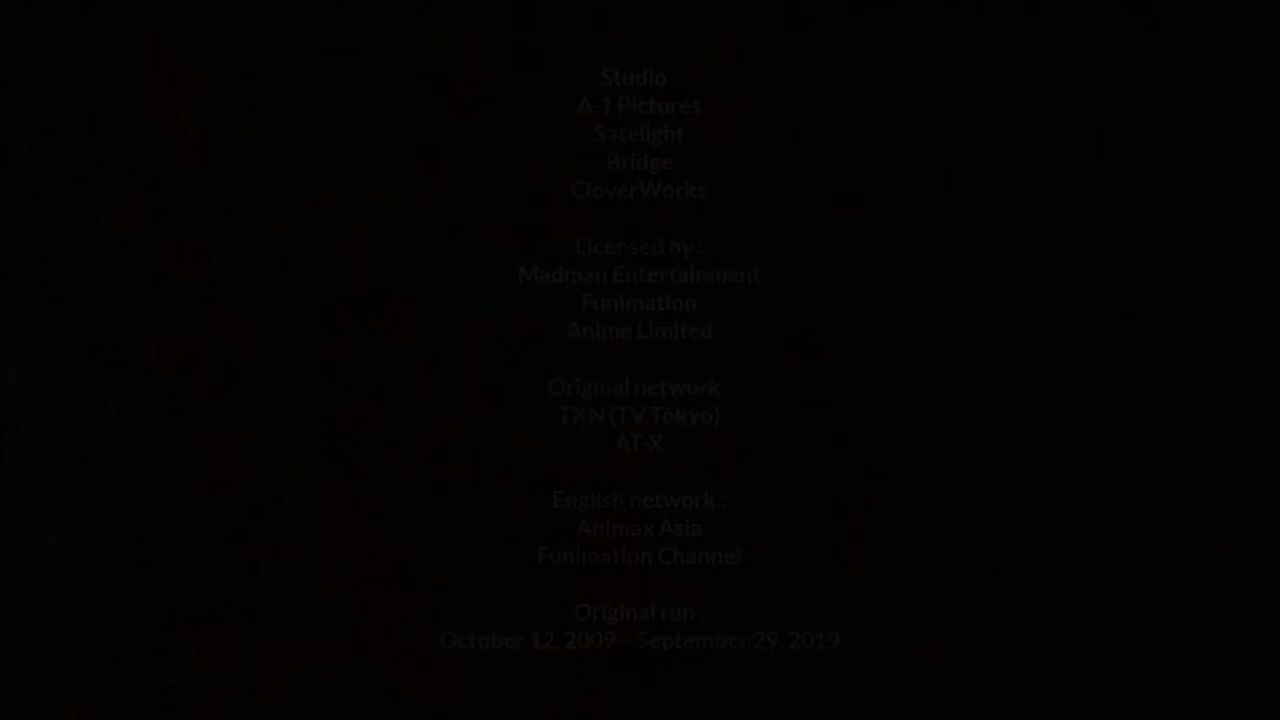 Studio :
A-1 Pictures
Satelight
Bridge
CloverWorks
Licensed by :
Madman Entertainment
Funimation
Anime Limited
Original network :
TXN (TV Tokyo)
AT-X
English network :
Animax Asia
Funimation Channel
Original run :
October 12, 2009 – September 29, 2019